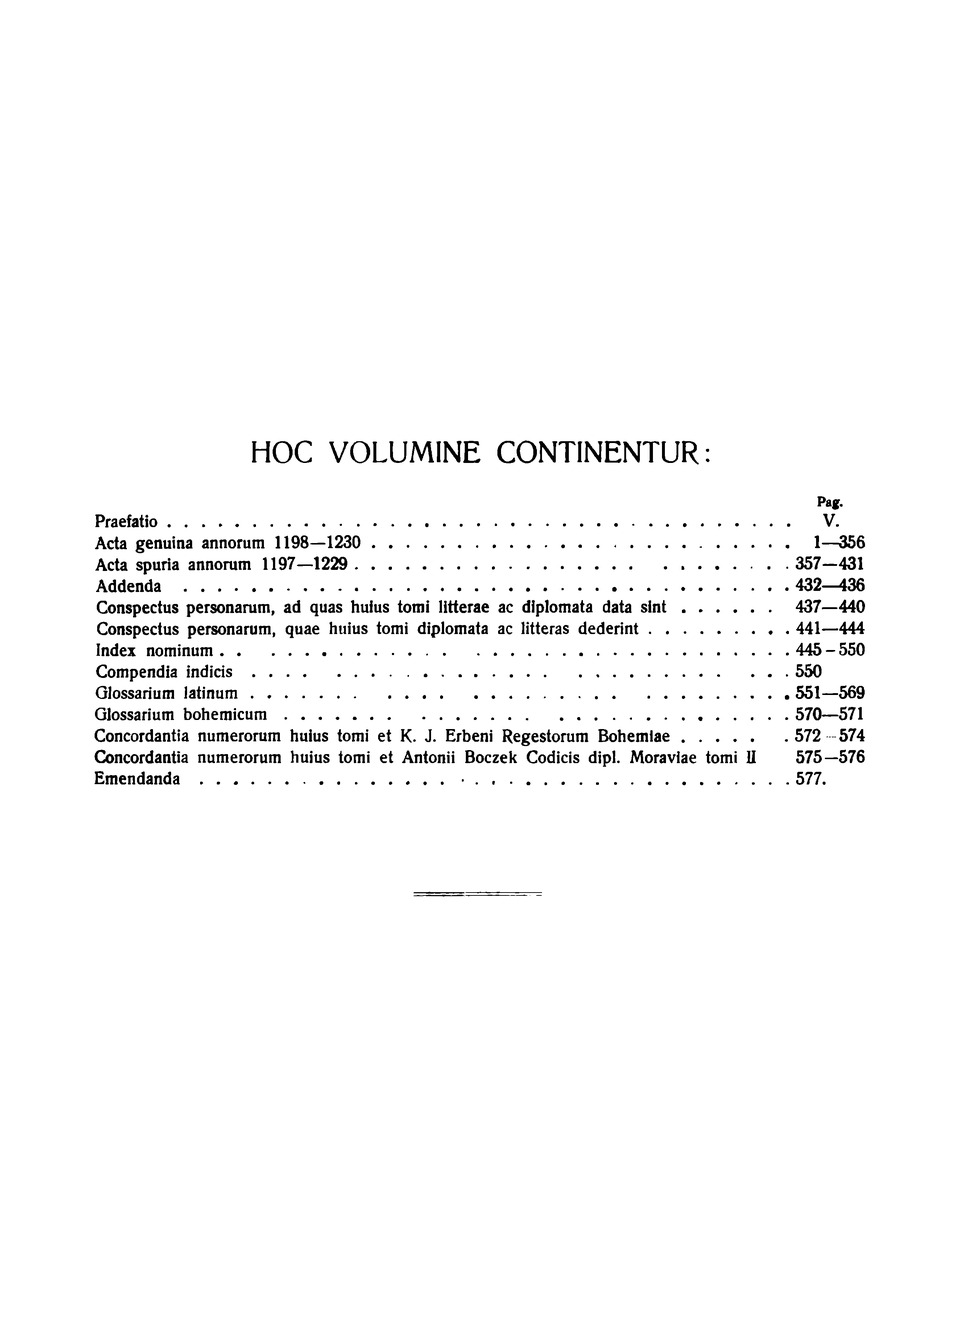 HOC VOLUMINE CONTINENTUR:
Pag.
Praefatio . . . . . . . . . . . . . . . . . . . . V.
Acta genuina annorum 1198—1230 . . . . . . . . . . . . 1—356
Acta spuria annorum 1197—1229 . . . . . . . . . . . . 357—431
Addenda . . . . . . . . . . . . . . . . . . . . 432—436
Conspectus personarum, ad quas huius tomi litterae ac diplomata data sint . . . . . . 437—440
Conspectus personarum, quae huius tomi diplomata ac litteras dederint . . . . . . . . . 441—444
Index nominum . . . . . . . . . . . . . . . . . . 445–550
Compendia indicis . . . . . . . . . . . . . . . . 550
Glossarium latinum . . . . . . . . . . . . . . . . 551—569
Glossarium bohemicum . . . . . . . . . . . . . . . 570—571
Concordantia numerorum huius tomi et K. J. Erbeni Regestorum Bohemiae . . . . . . 572—574
Concordantia numerorum huius tomi et Antonii Boczek Codicis dipl. Moraviae tomi II 575—576
Emendanda . . . . . . . . . . . . . . . . . . . 577.